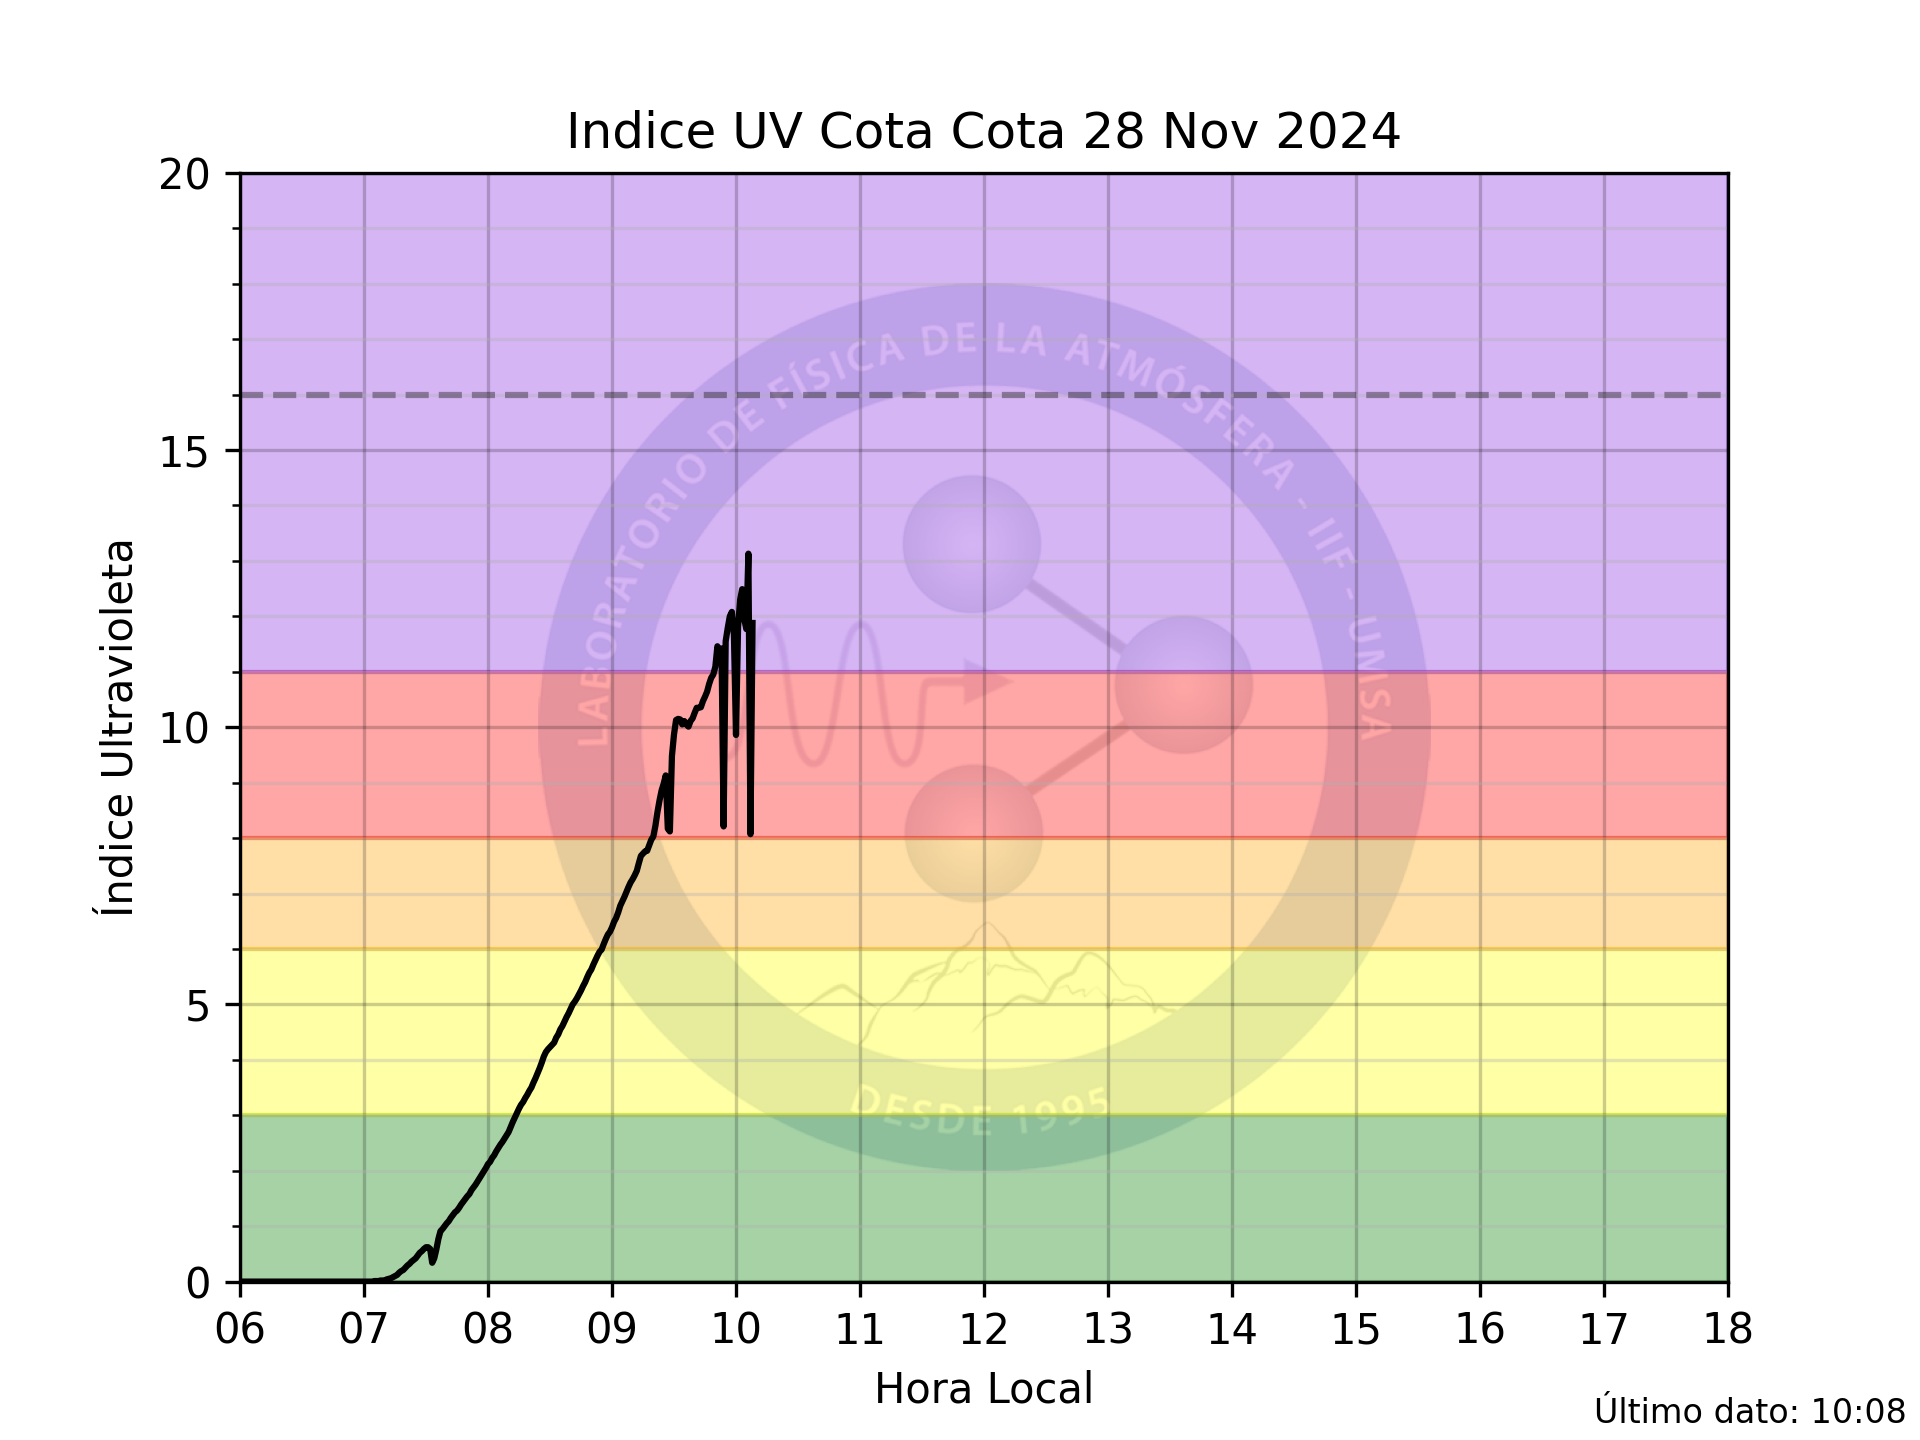 Indice UV Cota Cota 28 Nov 2024
20
15
10
5
0
Índice Ultravioleta
LABORATORIO DE FÍSICA DE LA ATMÓSFERA - IIF - UMSA
DESDE 1995
06 07 08 09 10 11 12 13 14 15 16 17 18
Hora Local
Último dato: 10:08